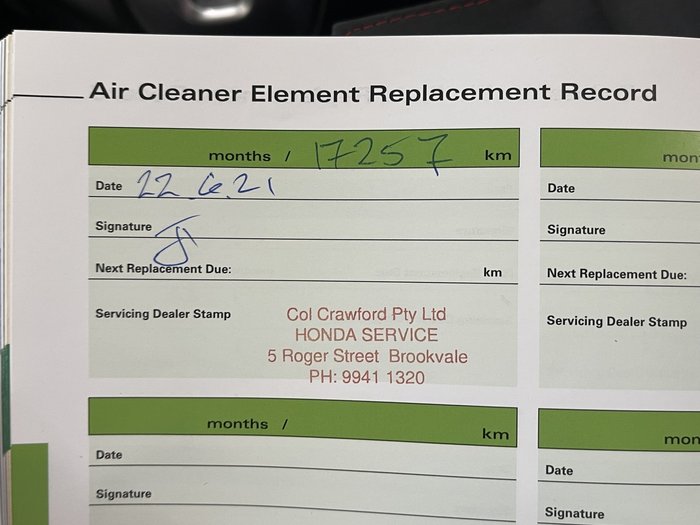 Air Cleaner Element Replacement Record
months / 17257 km
Date 22.6.21
Signature
Next Replacement Due: km
Servicing Dealer Stamp
Col Crawford Pty Ltd
HONDA SERVICE
5 Roger Street Brookvale
PH: 9941 1320
mon
Date
Signature
Next Replacement Due:
Servicing Dealer Stamp
months / km
Date
Signature
mon
Date
Signature